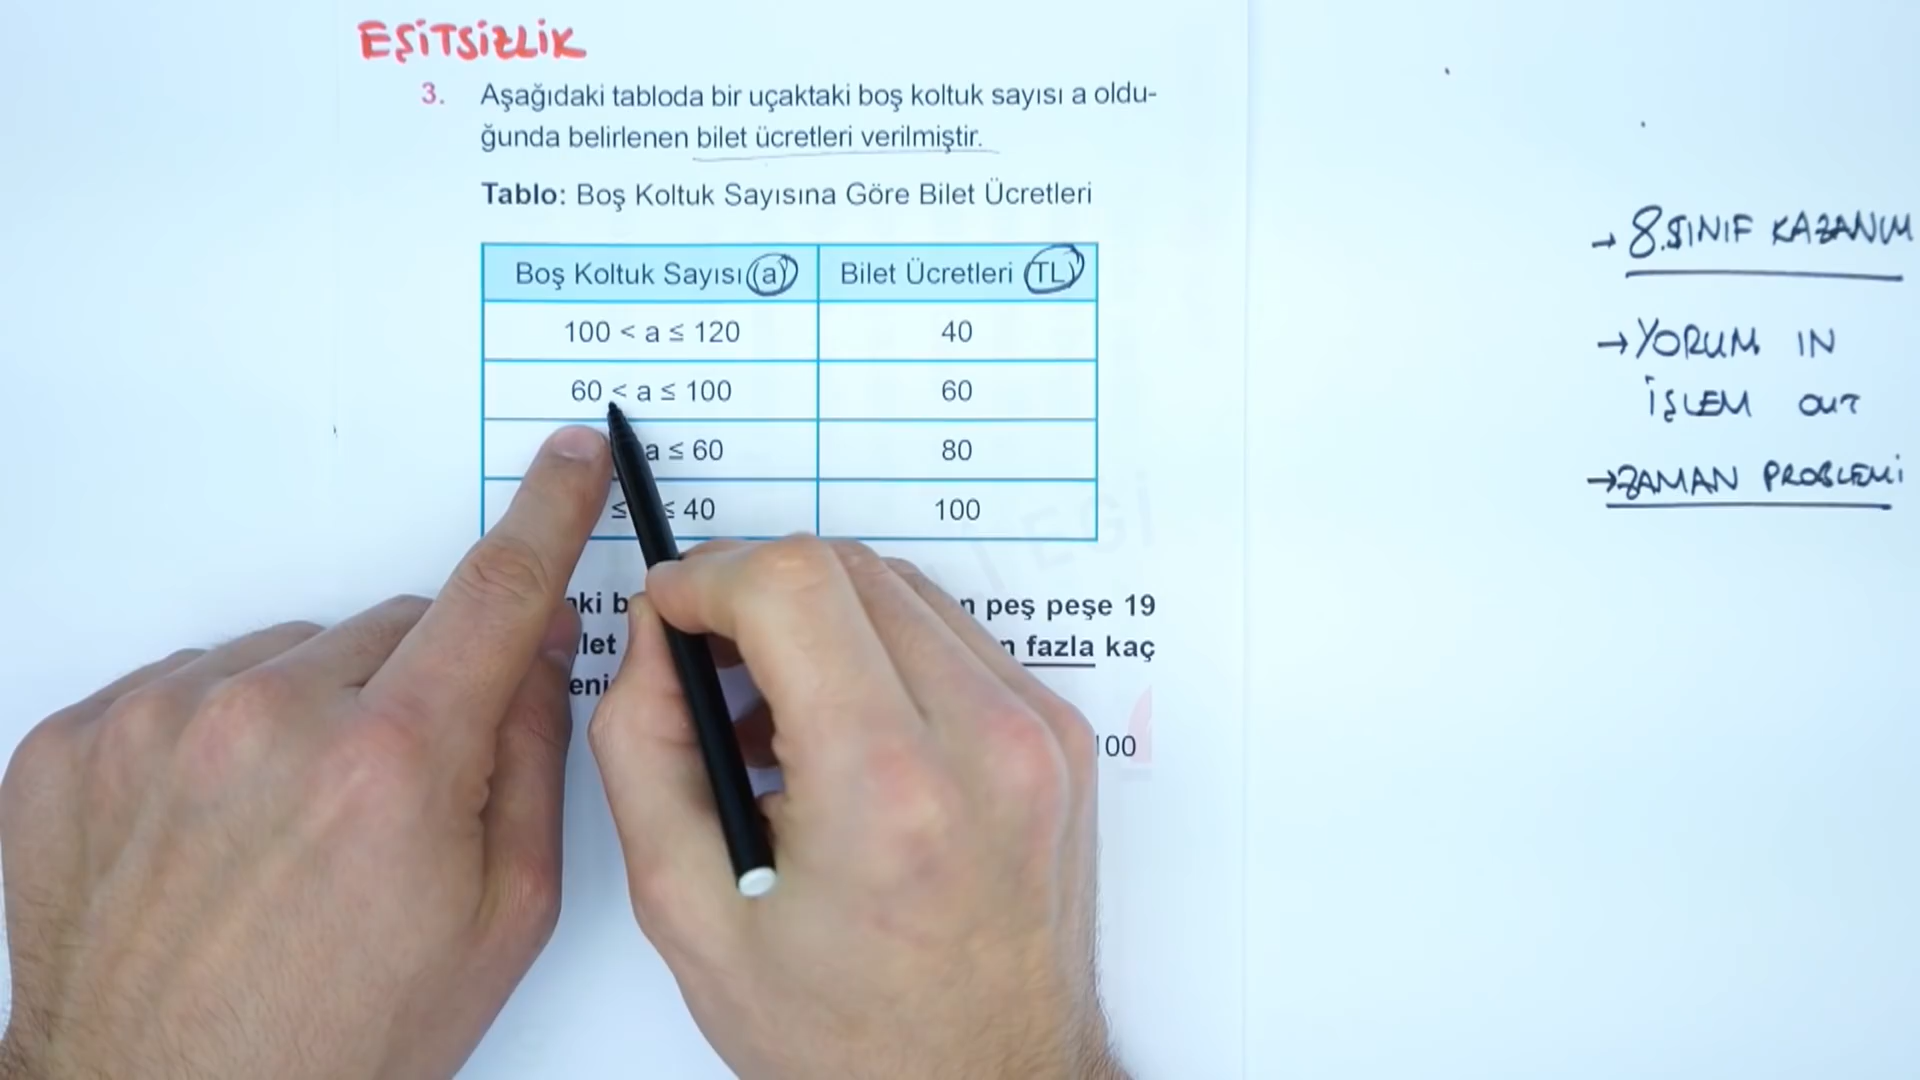 EŞİTSİZLİK
3. Aşağıdaki tabloda bir uçaktaki boş koltuk sayısı a oldu-
ğunda belirlenen bilet ücretleri verilmiştir.
Tablo: Boş Koltuk Sayısına Göre Bilet Ücretleri
Boş Koltuk Sayısı (a) Bilet Ücretleri (TL)
100 < a ≤ 120 40
60 < a ≤ 100 60
a ≤ 60 80
≤ ≤ 40 100
peş peşe 19
fazla kaç
→ 8.SINIF KAZANIM
→ YORUM IN
İŞLEM OUT
→ ZAMAN PROBLEMİ